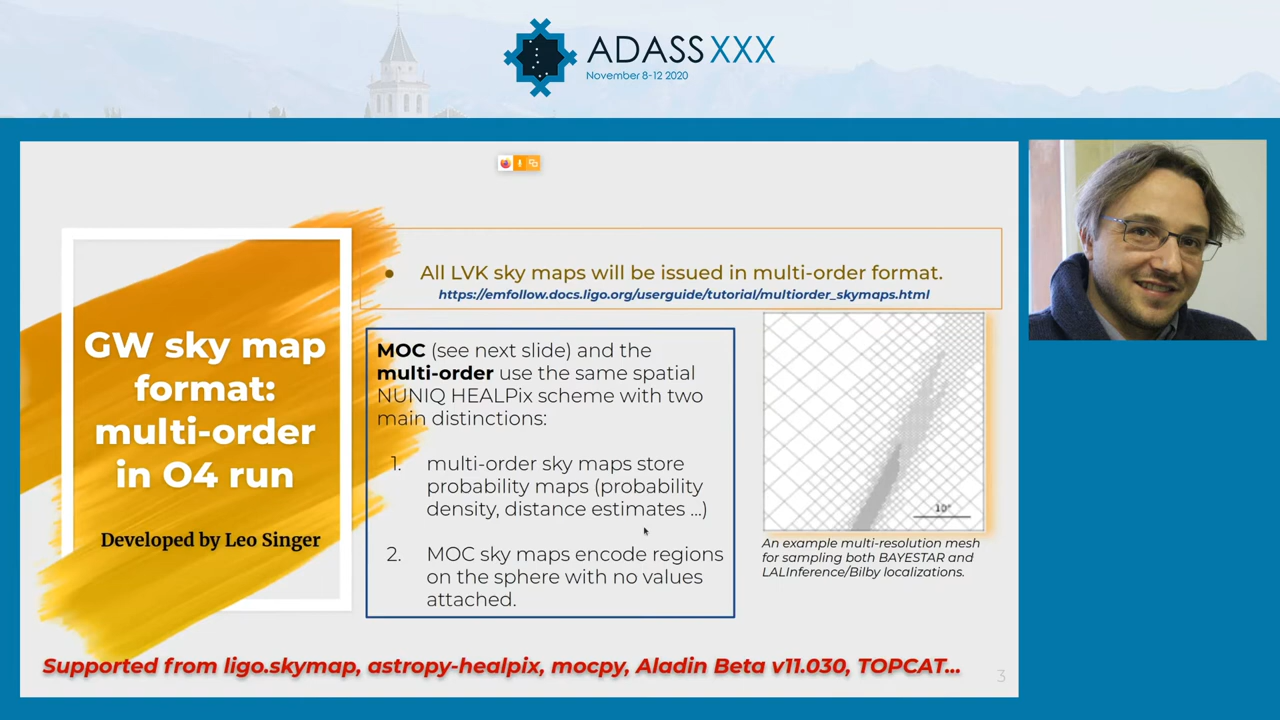 ADASS XXX
November 8-12 2020
GW sky map
format:
multi-order
in O4 run
Developed by Leo Singer
● All LVK sky maps will be issued in multi-order format.
https://emfollow.docs.ligo.org/userguide/tutorial/multiorder_skymaps.html
MOC (see next slide) and the
multi-order use the same spatial
NUNIQ HEALPix scheme with two
main distinctions:
1. multi-order sky maps store
probability maps (probability
density, distance estimates ...)
2. MOC sky maps encode regions
on the sphere with no values
attached.
10°
An example multi-resolution mesh
for sampling both BAYESTAR and
LALInference/Bilby localizations.
Supported from ligo.skymap, astropy-healpix, mocpy, Aladin Beta v11.030, TOPCAT...
3